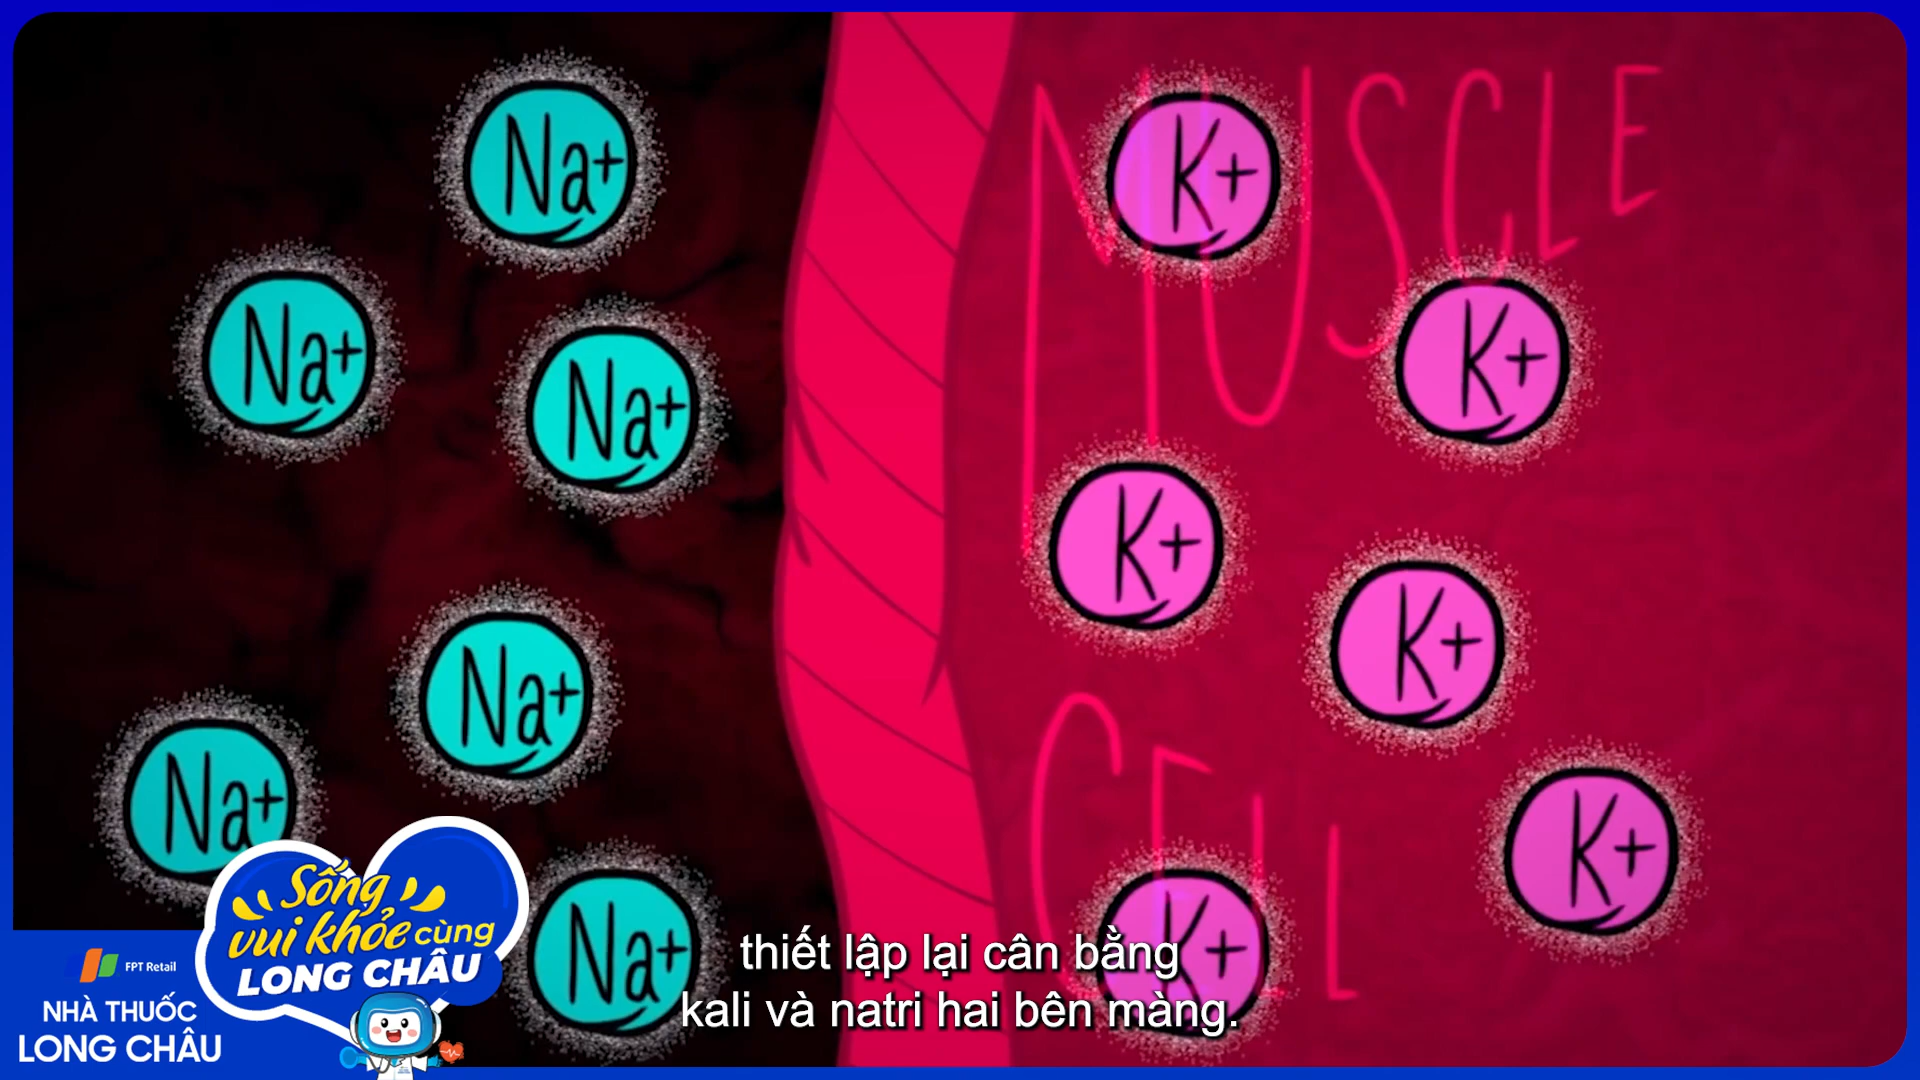 Na+
K+
MUSCLE
Na+
K+
Na+
K+
K+
Na+
CELL
Na+
K+
Na+
K+
Sống
vui khỏe cùng
LONG CHÂU
FPT Retail
NHÀ THUỐC
LONG CHÂU
thiết lập lại cân bằng
kali và natri hai bên màng.